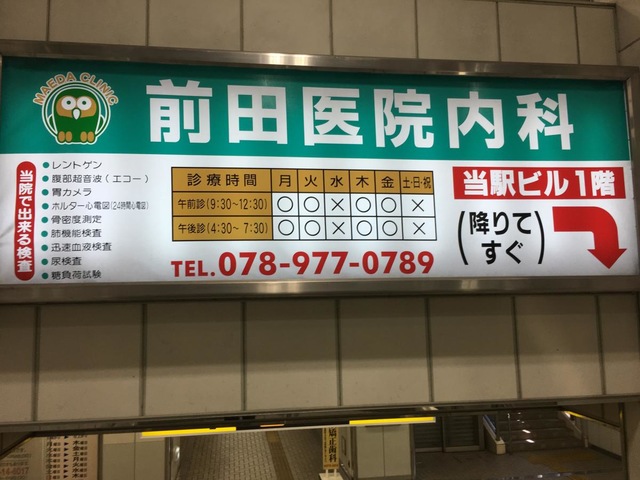 MAEDA CLINIC
前田医院内科
当院で出来る検査
レントゲン
腹部超音波(エコー)
胃カメラ
ホルター心電図(24時間心電図)
骨密度測定
肺機能検査
迅速血液検査
尿検査
糖負荷試験
診療時間 月 火 水 木 金 土・日・祝
午前診(9:30~12:30) ○ ○ × ○ ○ ×
午後診(4:30~7:30) ○ ○ × ○ ○ ×
TEL.078-977-0789
当駅ビル1階
(降りてすぐ)
矯正歯科